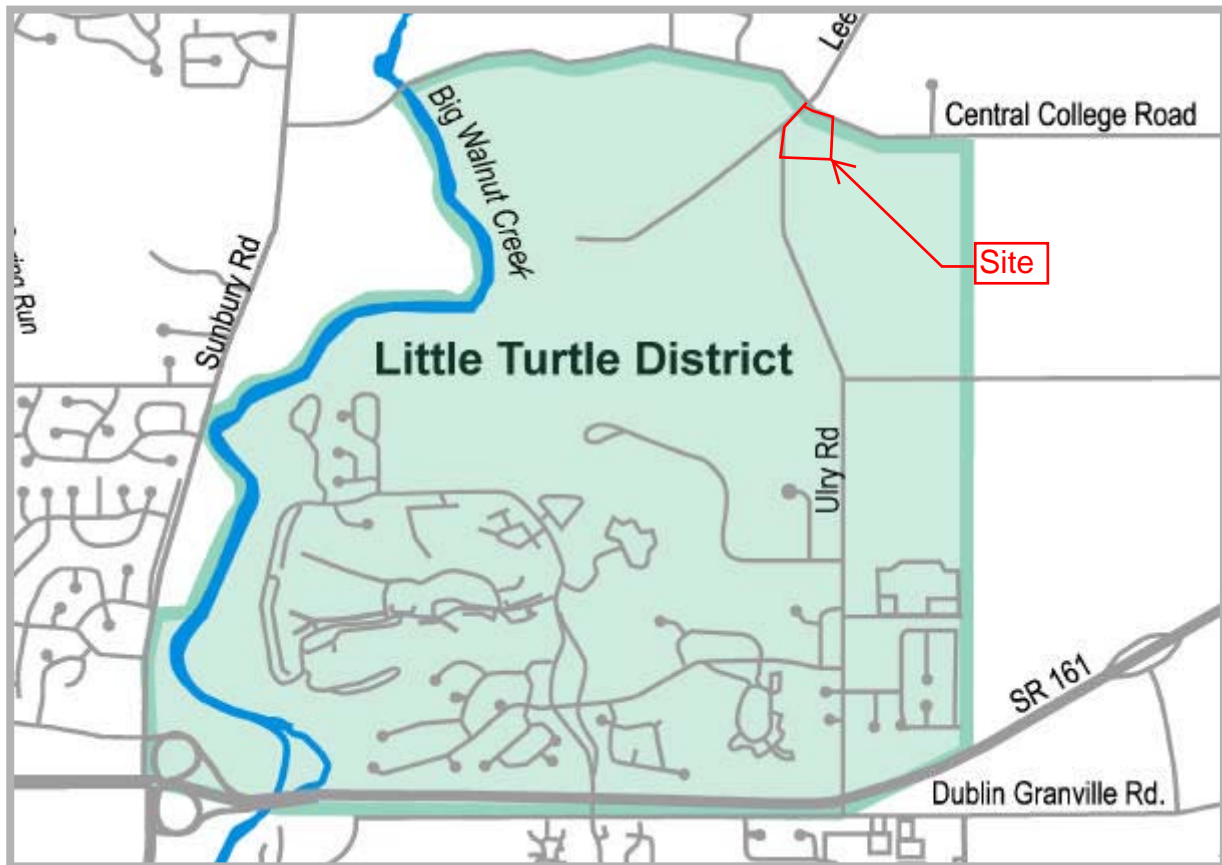 Lee
Central College Road
Big Walnut Creek
Site
Sunbury Rd
Run
Little Turtle District
Ulry Rd
SR 161
Dublin Granville Rd.